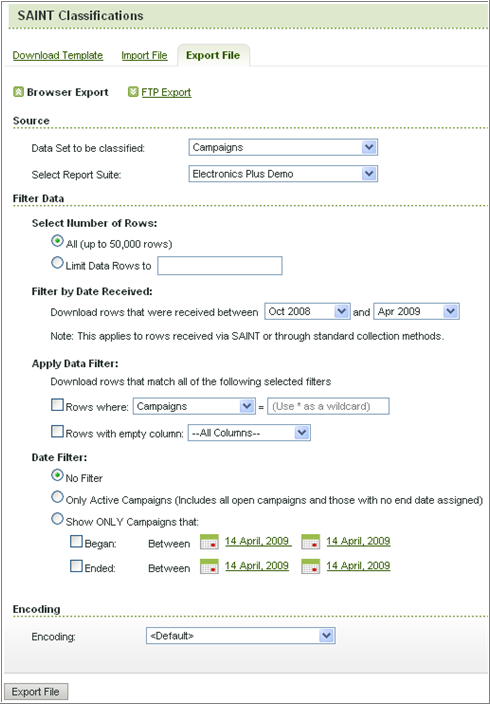 SAINT Classifications
Download Template Import File Export File
Browser Export FTP Export
Source
Data Set to be classified: Campaigns
Select Report Suite: Electronics Plus Demo
Filter Data
Select Number of Rows:
All (up to 50,000 rows)
Limit Data Rows to
Filter by Date Received:
Download rows that were received between Oct 2008 and Apr 2009
Note: This applies to rows received via SAINT or through standard collection methods.
Apply Data Filter:
Download rows that match all of the following selected filters
Rows where: Campaigns = (Use * as a wildcard)
Rows with empty column: --All Columns--
Date Filter:
No Filter
Only Active Campaigns (Includes all open campaigns and those with no end date assigned)
Show ONLY Campaigns that:
Began: Between 14 April, 2009 14 April, 2009
Ended: Between 14 April, 2009 14 April, 2009
Encoding
Encoding: <Default>
Export File